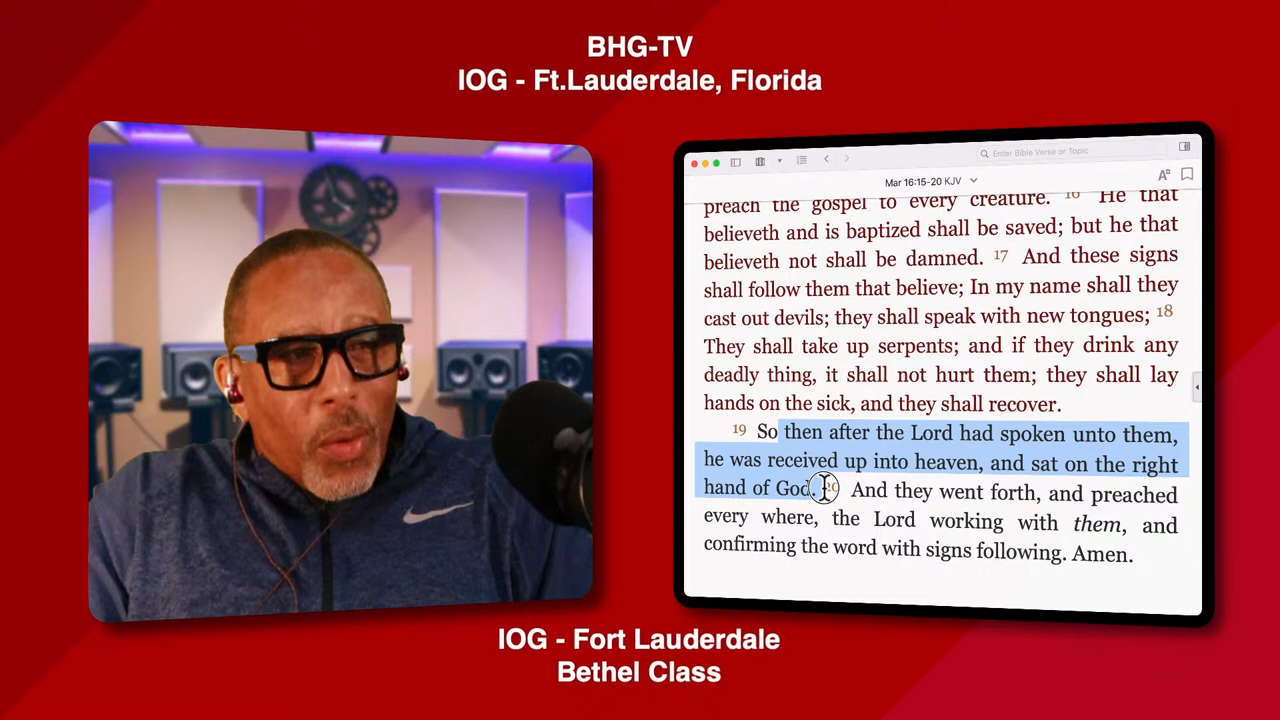 BHG-TV
IOG - Ft.Lauderdale, Florida
Enter Bible Verse or Topic
Mar 16:15-20 KJV
preach the gospel to every creature. 16 He that
believeth and is baptized shall be saved; but he that
believeth not shall be damned. 17 And these signs
shall follow them that believe; In my name shall they
cast out devils; they shall speak with new tongues; 18
They shall take up serpents; and if they drink any
deadly thing, it shall not hurt them; they shall lay
hands on the sick, and they shall recover.
19 So then after the Lord had spoken unto them,
he was received up into heaven, and sat on the right
hand of God. 20 And they went forth, and preached
every where, the Lord working with them, and
confirming the word with signs following. Amen.
IOG - Fort Lauderdale
Bethel Class